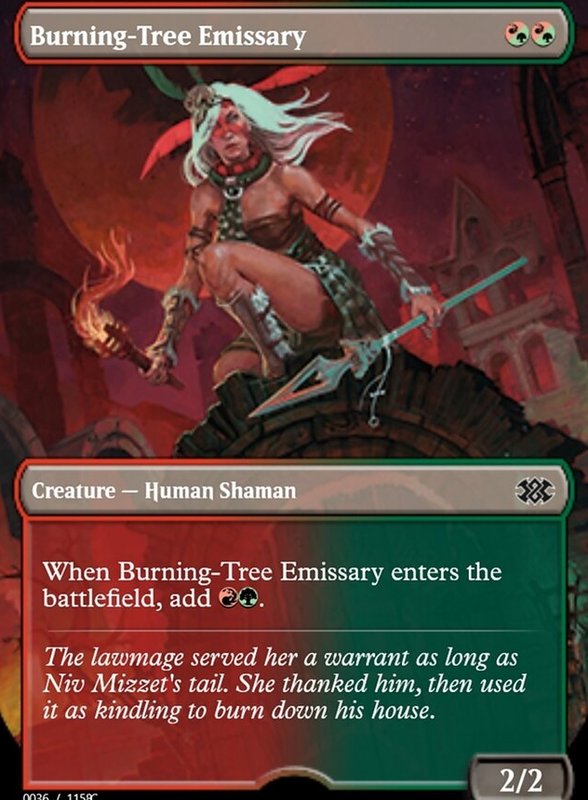 Burning-Tree Emissary
Creature — Human Shaman
When Burning-Tree Emissary enters the
battlefield, add .
The lawmage served her a warrant as long as
Niv Mizzet's tail. She thanked him, then used
it as kindling to burn down his house.
2/2
0036 / 1158C